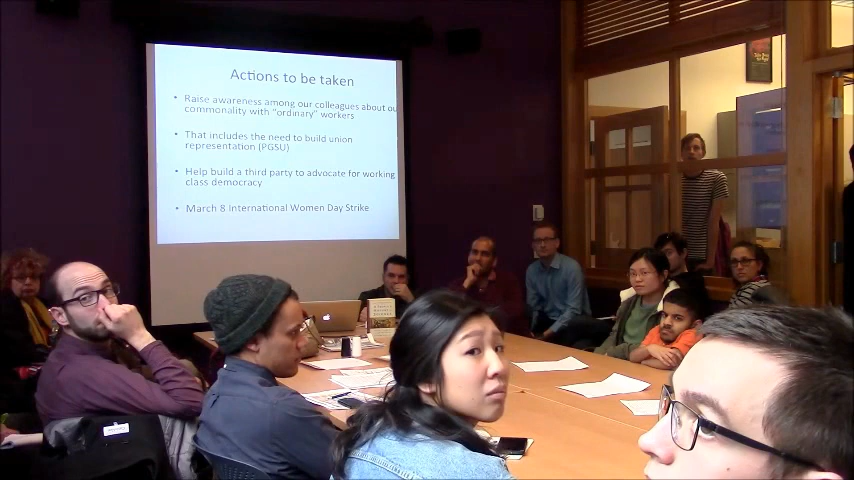 Actions to be taken
• Raise awareness among our colleagues about ou
commonality with "ordinary" workers
• That includes the need to build union
representation (PGSU)
• Help build a third party to advocate for working
class democracy
• March 8 International Women Day Strike